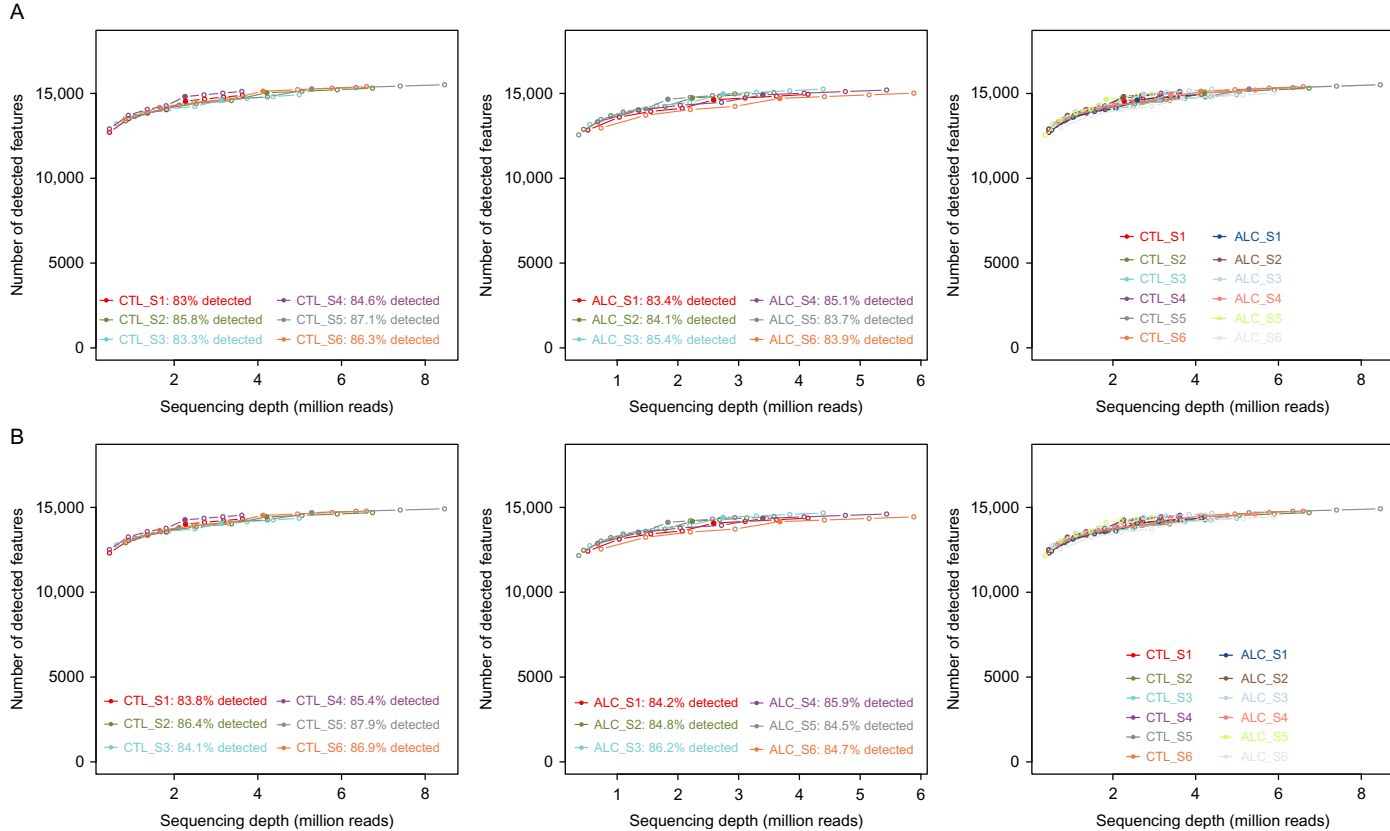 A
Number of detected features
15,000
10,000
5000
0
CTL_S1: 83% detected
CTL_S2: 85.8% detected
CTL_S3: 83.3% detected
CTL_S4: 84.6% detected
CTL_S5: 87.1% detected
CTL_S6: 86.3% detected
2 4 6 8
Sequencing depth (million reads)
Number of detected features
15,000
10,000
5000
0
ALC_S1: 83.4% detected
ALC_S2: 84.1% detected
ALC_S3: 85.4% detected
ALC_S4: 85.1% detected
ALC_S5: 83.7% detected
ALC_S6: 83.9% detected
1 2 3 4 5 6
Sequencing depth (million reads)
Number of detected features
15,000
10,000
5000
0
CTL_S1
CTL_S2
CTL_S3
CTL_S4
CTL_S5
CTL_S6
ALC_S1
ALC_S2
ALC_S3
ALC_S4
ALC_S5
ALC_S6
2 4 6 8
Sequencing depth (million reads)
B
Number of detected features
15,000
10,000
5000
0
CTL_S1: 83.8% detected
CTL_S2: 86.4% detected
CTL_S3: 84.1% detected
CTL_S4: 85.4% detected
CTL_S5: 87.9% detected
CTL_S6: 86.9% detected
2 4 6 8
Sequencing depth (million reads)
Number of detected features
15,000
10,000
5000
0
ALC_S1: 84.2% detected
ALC_S2: 84.8% detected
ALC_S3: 86.2% detected
ALC_S4: 85.9% detected
ALC_S5: 84.5% detected
ALC_S6: 84.7% detected
1 2 3 4 5 6
Sequencing depth (million reads)
Number of detected features
15,000
10,000
5000
0
CTL_S1
CTL_S2
CTL_S3
CTL_S4
CTL_S5
CTL_S6
ALC_S1
ALC_S2
ALC_S3
ALC_S4
ALC_S5
ALC_S6
2 4 6 8
Sequencing depth (million reads)